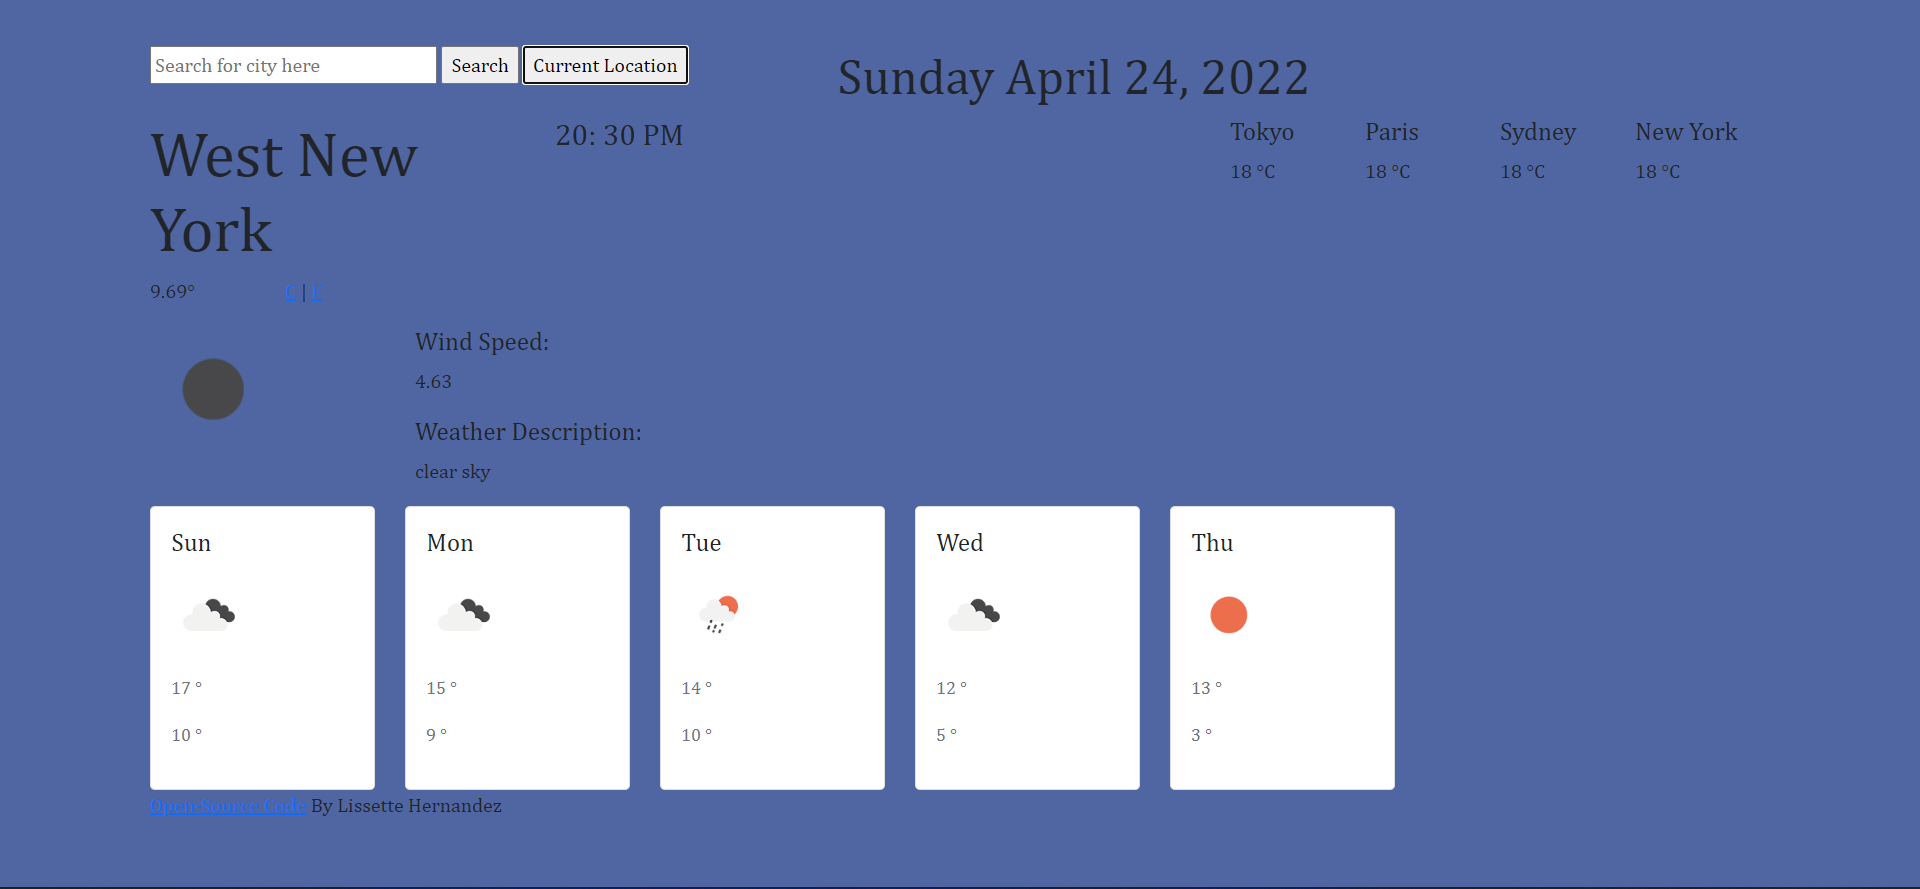 Search for city here Search Current Location
Sunday April 24, 2022
West New
York
20: 30 PM
Tokyo Paris Sydney New York
18 °C 18 °C 18 °C 18 °C
9.69° C | F
Wind Speed:
4.63
Weather Description:
clear sky
Sun Mon Tue Wed Thu
17 ° 15 ° 14 ° 12 ° 13 °
10 ° 9 ° 10 ° 5 ° 3 °
Open-Source Code By Lissette Hernandez